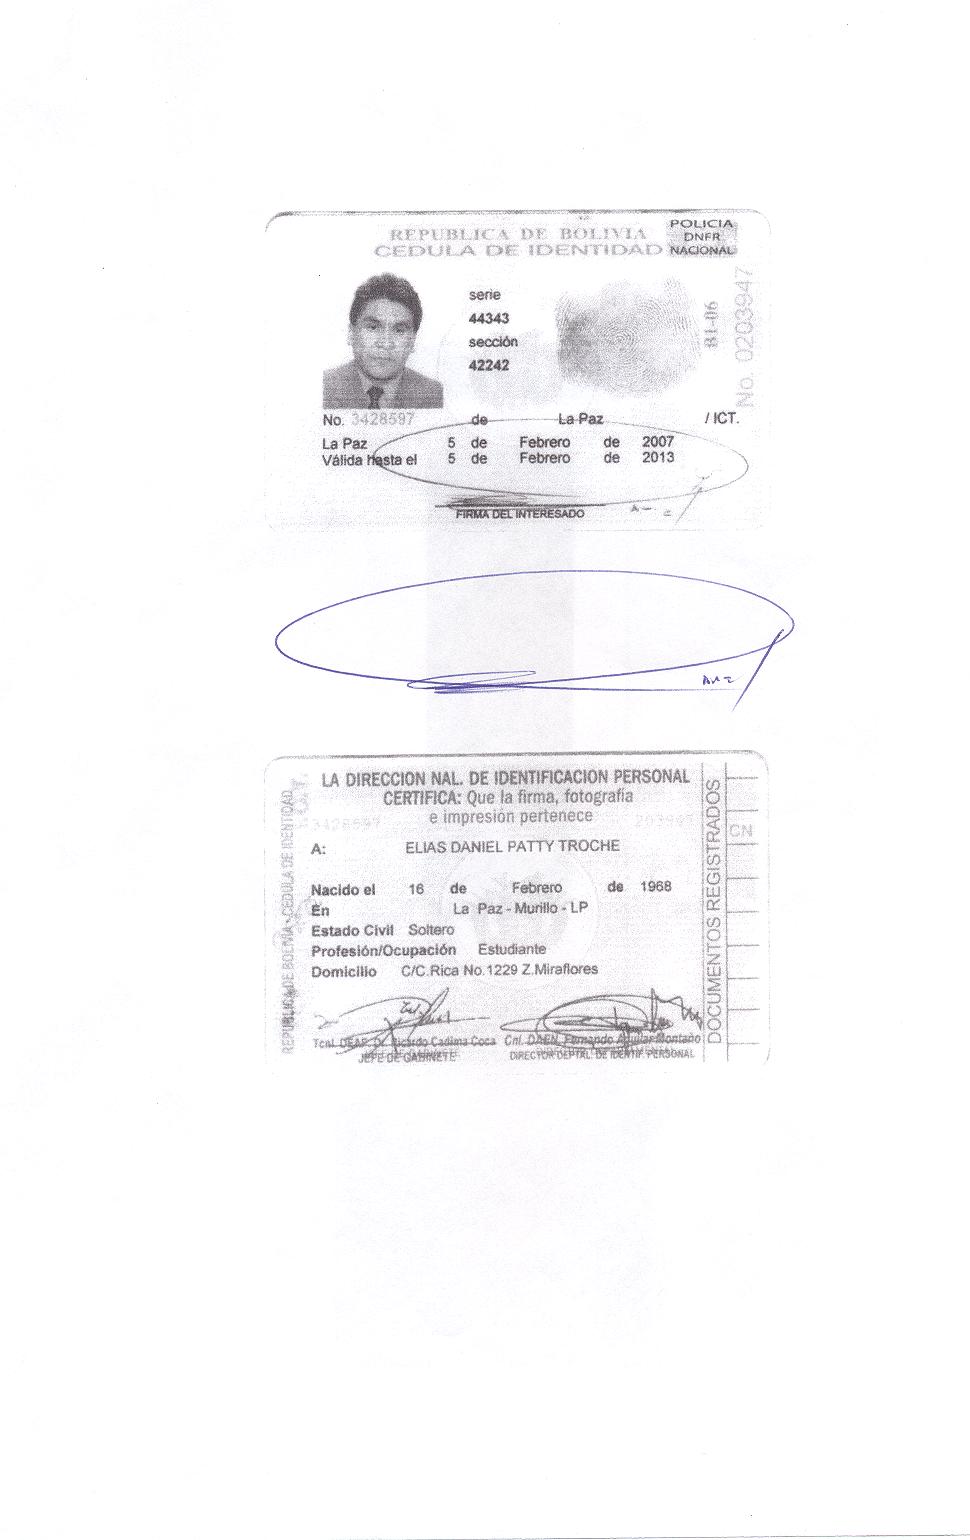 REPUBLICA DE BOLIVIA
CEDULA DE IDENTIDAD
POLICIA
DNFR
NACIONAL
serie
44343
sección
42242
81-06
No. 0203947
No. 3428597 de La Paz / ICT.
La Paz 5 de Febrero de 2007
Válida hasta el 5 de Febrero de 2013
FIRMA DEL INTERESADO
LA DIRECCION NAL. DE IDENTIFICACION PERSONAL
CERTIFICA: Que la firma, fotografía
e impresión pertenece
3428597
A: ELIAS DANIEL PATTY TROCHE
Nacido el 16 de Febrero de 1968
En La Paz - Murillo - LP
Estado Civil Soltero
Profesión/Ocupación Estudiante
Domicilio C/C.Rica No.1229 Z.Miraflores
Tcnl. DEAP. Dr. Ricardo Cadima Coca Cnl. DAEN. Fernando Aguilar Montaño
JEFE DE GABINETE DIRECTOR DEPTAL. DE IDENTIF. PERSONAL
REPUBLICA DE BOLIVIA - CEDULA DE IDENTIDAD
DOCUMENTOS REGISTRADOS
CN